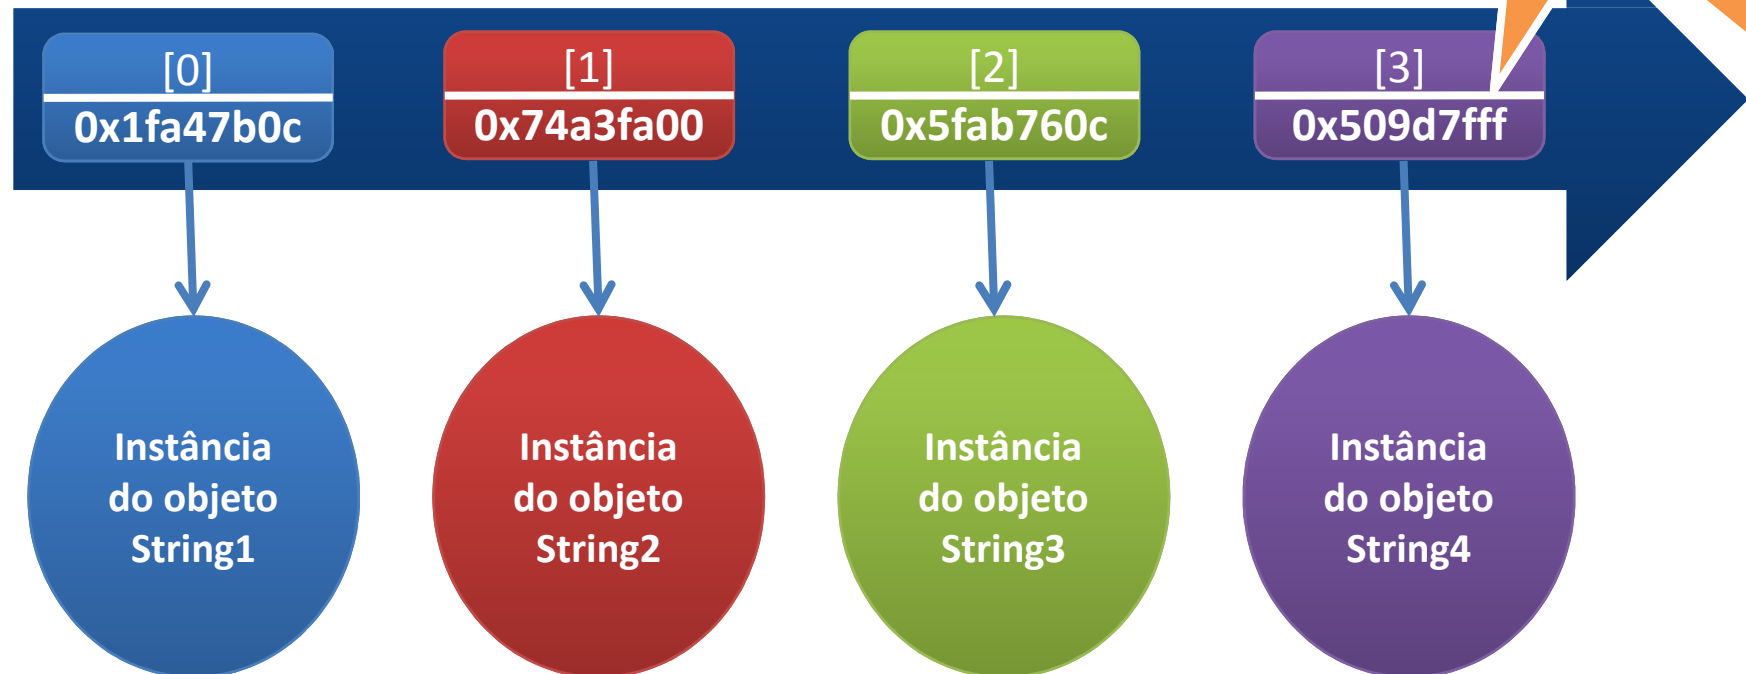 [0]
0x1fa47b0c
[1]
0x74a3fa00
[2]
0x5fab760c
[3]
0x509d7fff
Instância
do objeto
String1
Instância
do objeto
String2
Instância
do objeto
String3
Instância
do objeto
String4